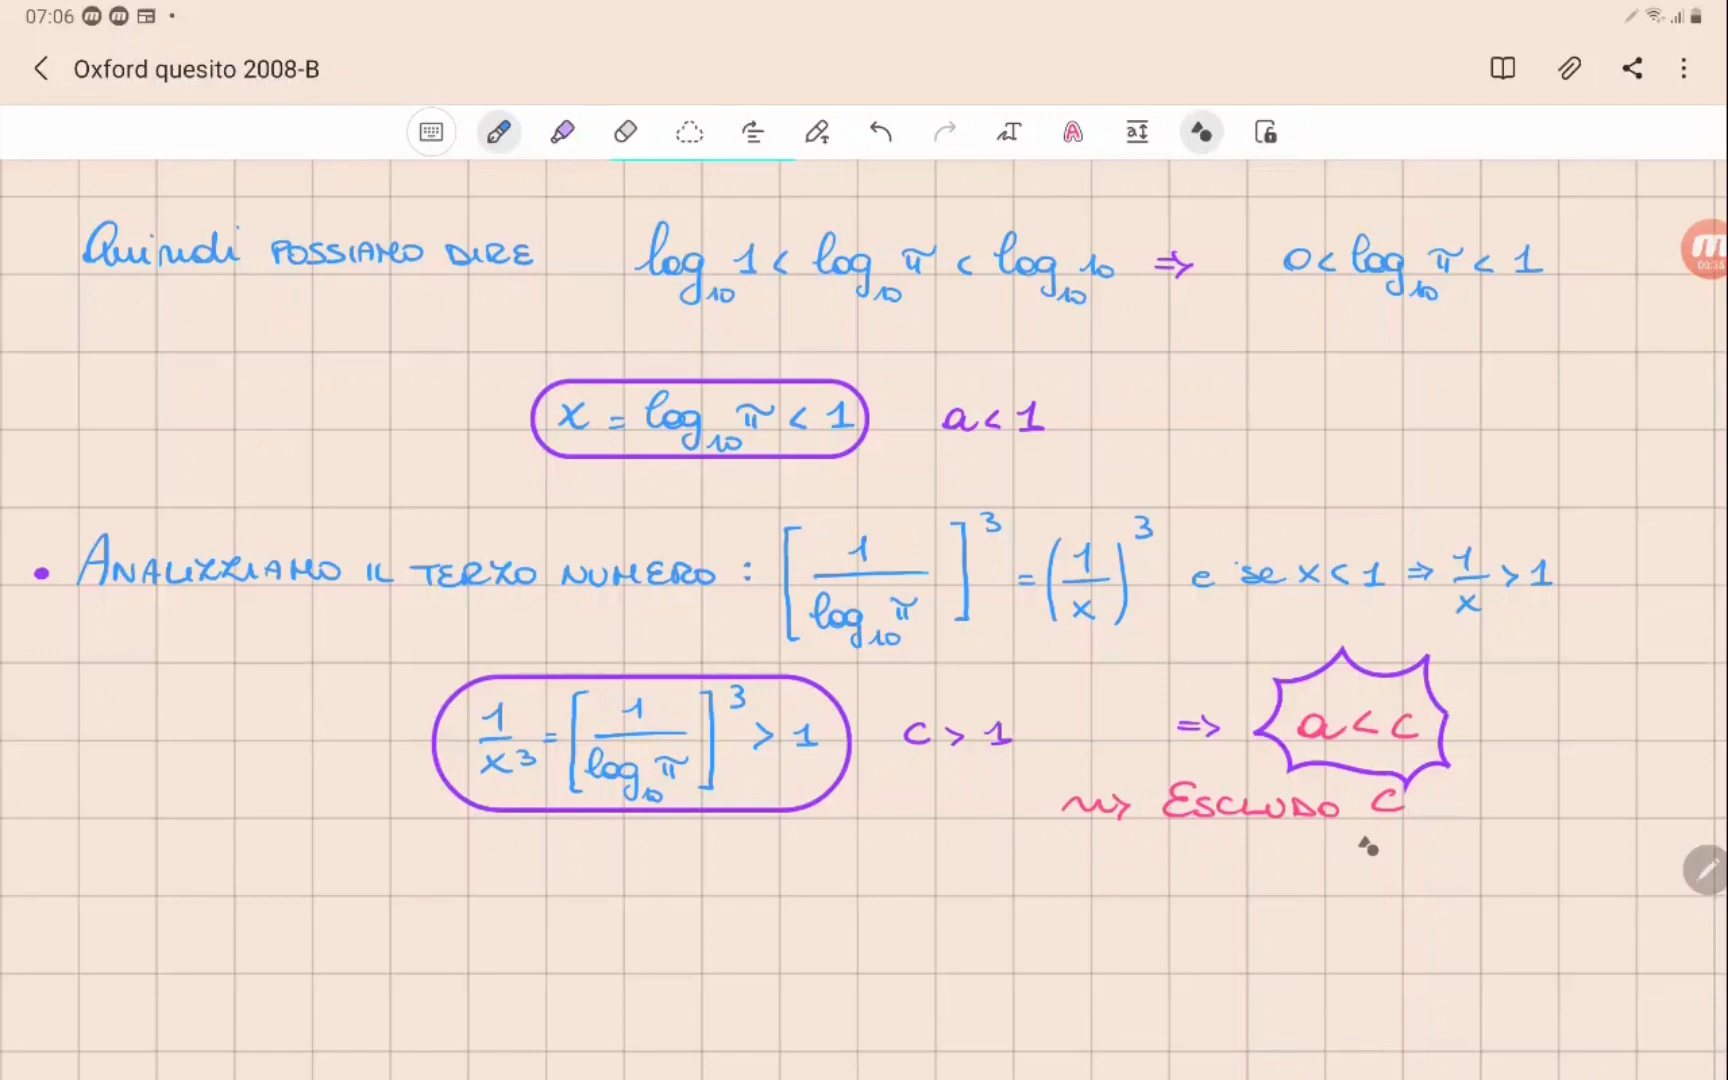 07:06
Oxford quesito 2008-B
00:35
Quindi POSSIAMO DIRE log₁₀ 1 < log₁₀ π < log₁₀ 10 ⇒ 0 < log₁₀ π < 1
x = log₁₀ π < 1 a < 1
• ANALIZZIAMO IL TERZO NUMERO : [1/log₁₀ π]³ = (1/x)³ e se x < 1 ⇒ 1/x > 1
1/x³ = [1/log₁₀ π]³ > 1 c > 1 ⇒ a < c
⇝ ESCLUDO C